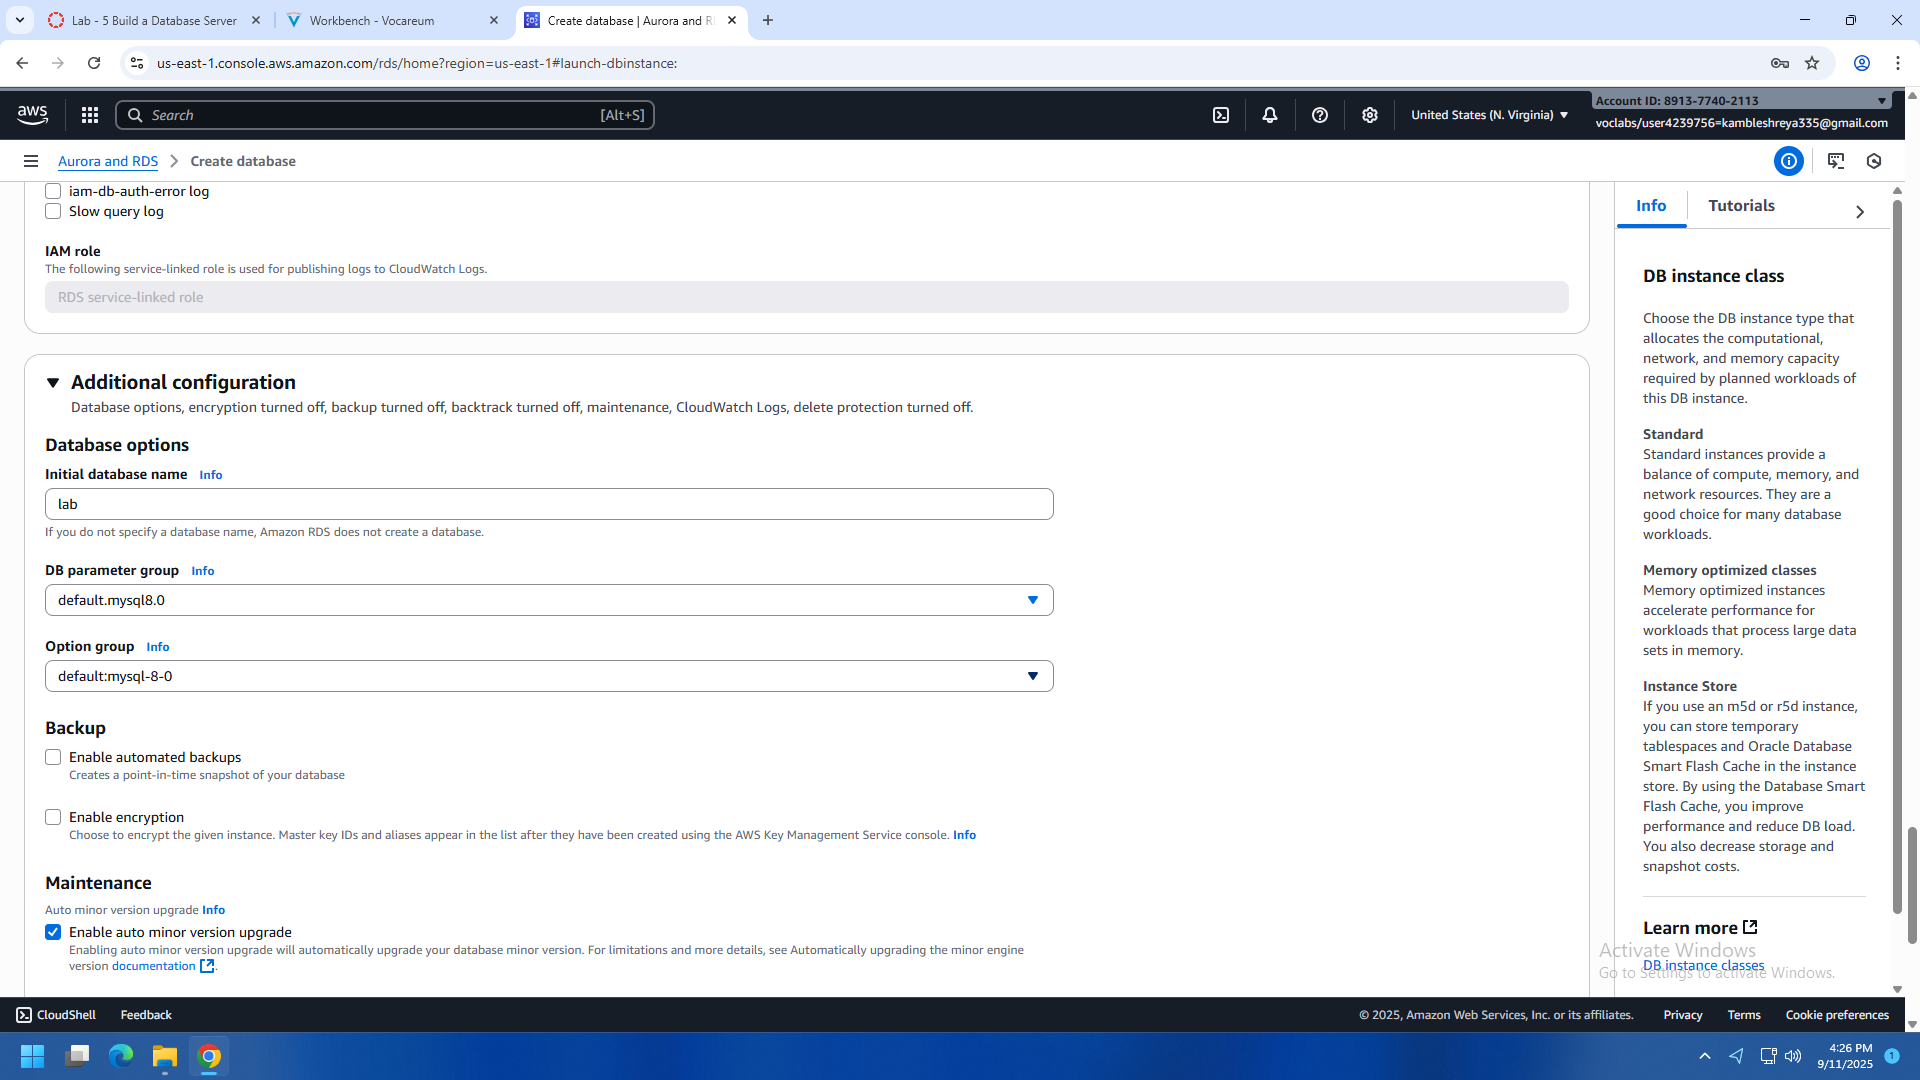 Lab - 5 Build a Database Server
Workbench - Vocareum
Create database | Aurora and R
us-east-1.console.aws.amazon.com/rds/home?region=us-east-1#launch-dbinstance:
aws
Search
[Alt+S]
United States (N. Virginia)
Account ID: 8913-7740-2113
voclabs/user4239756=kambleshreya335@gmail.com
Aurora and RDS
Create database
iam-db-auth-error log
Slow query log
IAM role
The following service-linked role is used for publishing logs to CloudWatch Logs.
RDS service-linked role
Additional configuration
Database options, encryption turned off, backup turned off, backtrack turned off, maintenance, CloudWatch Logs, delete protection turned off.
Database options
Initial database name Info
lab
If you do not specify a database name, Amazon RDS does not create a database.
DB parameter group Info
default.mysql8.0
Option group Info
default:mysql-8-0
Backup
Enable automated backups
Creates a point-in-time snapshot of your database
Enable encryption
Choose to encrypt the given instance. Master key IDs and aliases appear in the list after they have been created using the AWS Key Management Service console. Info
Maintenance
Auto minor version upgrade Info
Enable auto minor version upgrade
Enabling auto minor version upgrade will automatically upgrade your database minor version. For limitations and more details, see Automatically upgrading the minor engine
version documentation.
Info
Tutorials
DB instance class
Choose the DB instance type that
allocates the computational,
network, and memory capacity
required by planned workloads of
this DB instance.
Standard
Standard instances provide a
balance of compute, memory, and
network resources. They are a
good choice for many database
workloads.
Memory optimized classes
Memory optimized instances
accelerate performance for
workloads that process large data
sets in memory.
Instance Store
If you use an m5d or r5d instance,
you can store temporary
tablespaces and Oracle Database
Smart Flash Cache in the instance
store. By using the Database Smart
Flash Cache, you improve
performance and reduce DB load.
You also decrease storage and
snapshot costs.
Learn more
DB instance classes
Activate Windows
Go to Settings to activate Windows.
CloudShell
Feedback
© 2025, Amazon Web Services, Inc. or its affiliates.
Privacy
Terms
Cookie preferences
4:26 PM
9/11/2025
1